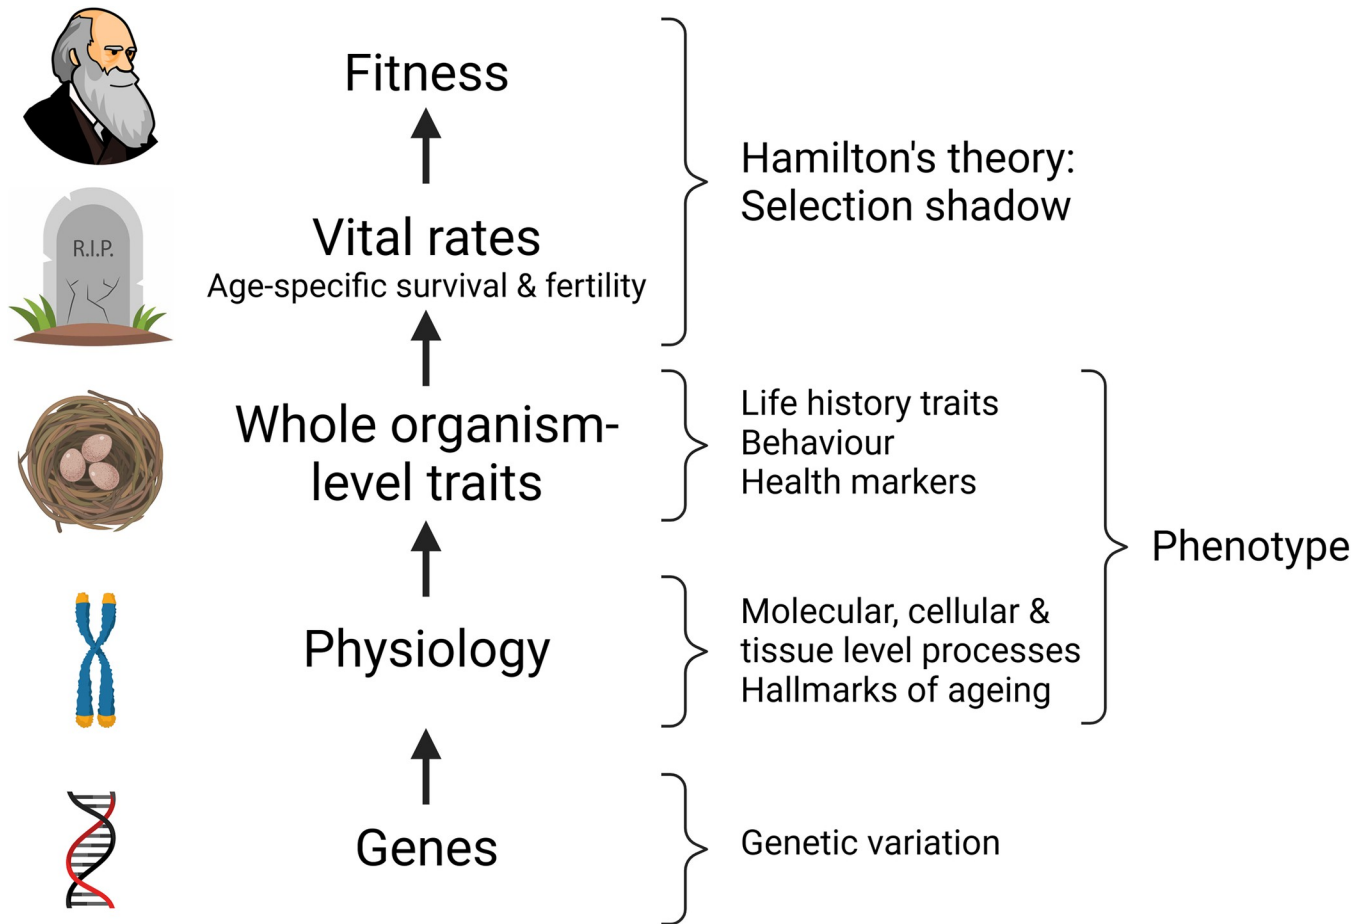 Fitness
Hamilton's theory:
Selection shadow
R.I.P.
Vital rates
Age-specific survival & fertility
Whole organism-
level traits
Life history traits
Behaviour
Health markers
Phenotype
Physiology
Molecular, cellular &
tissue level processes
Hallmarks of ageing
Genes
Genetic variation